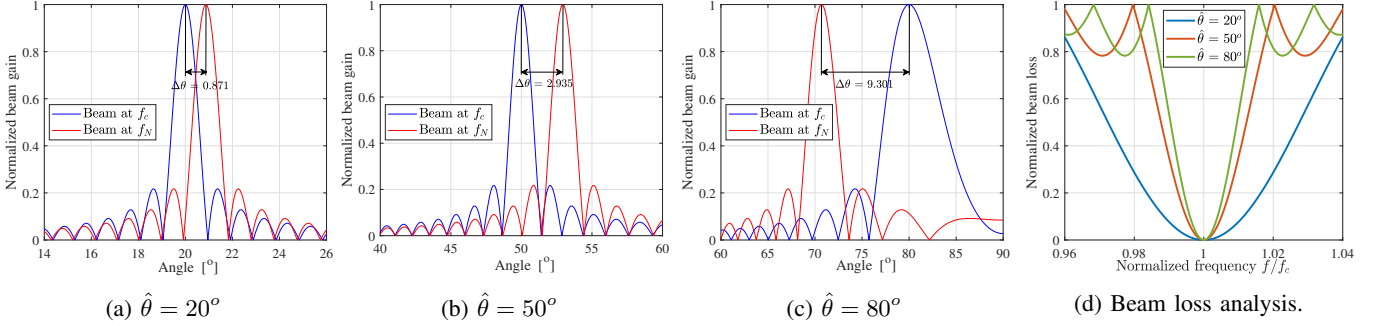 Normalized beam gain
1
0.8
0.6
0.4
0.2
0
Δθ = 0.871
Beam at f_c
Beam at f_N
14 16 18 20 22 24 26
Angle [°]
(a) θ̂ = 20°
Normalized beam gain
1
0.8
0.6
0.4
0.2
0
Δθ = 2.935
Beam at f_c
Beam at f_N
40 45 50 55 60
Angle [°]
(b) θ̂ = 50°
Normalized beam gain
1
0.8
0.6
0.4
0.2
0
Δθ = 9.301
Beam at f_c
Beam at f_N
60 65 70 75 80 85 90
Angle [°]
(c) θ̂ = 80°
Normalized beam loss
1
0.8
0.6
0.4
0.2
0
θ̂ = 20°
θ̂ = 50°
θ̂ = 80°
0.96 0.98 1 1.02 1.04
Normalized frequency f/f_c
(d) Beam loss analysis.